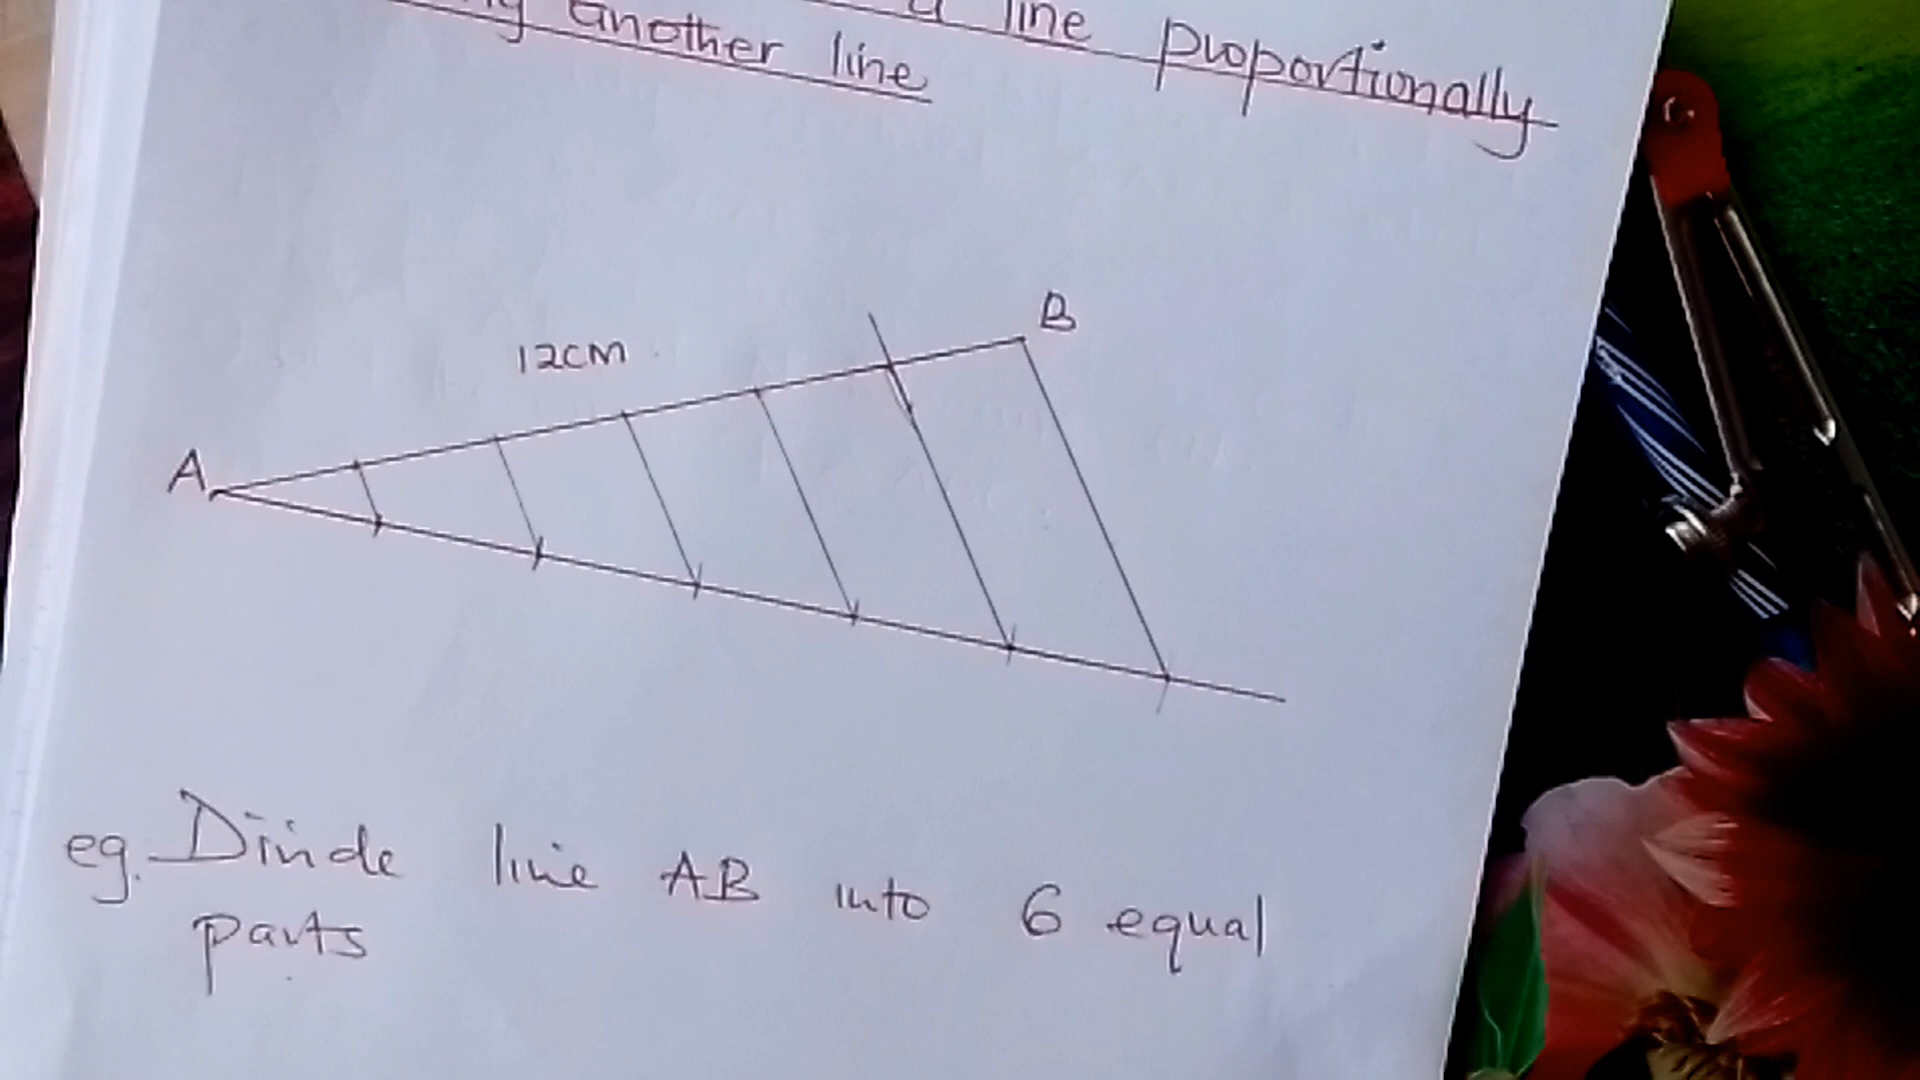 a line proportionally
another line
B
12CM
A
eg. Divide line AB into 6 equal
parts